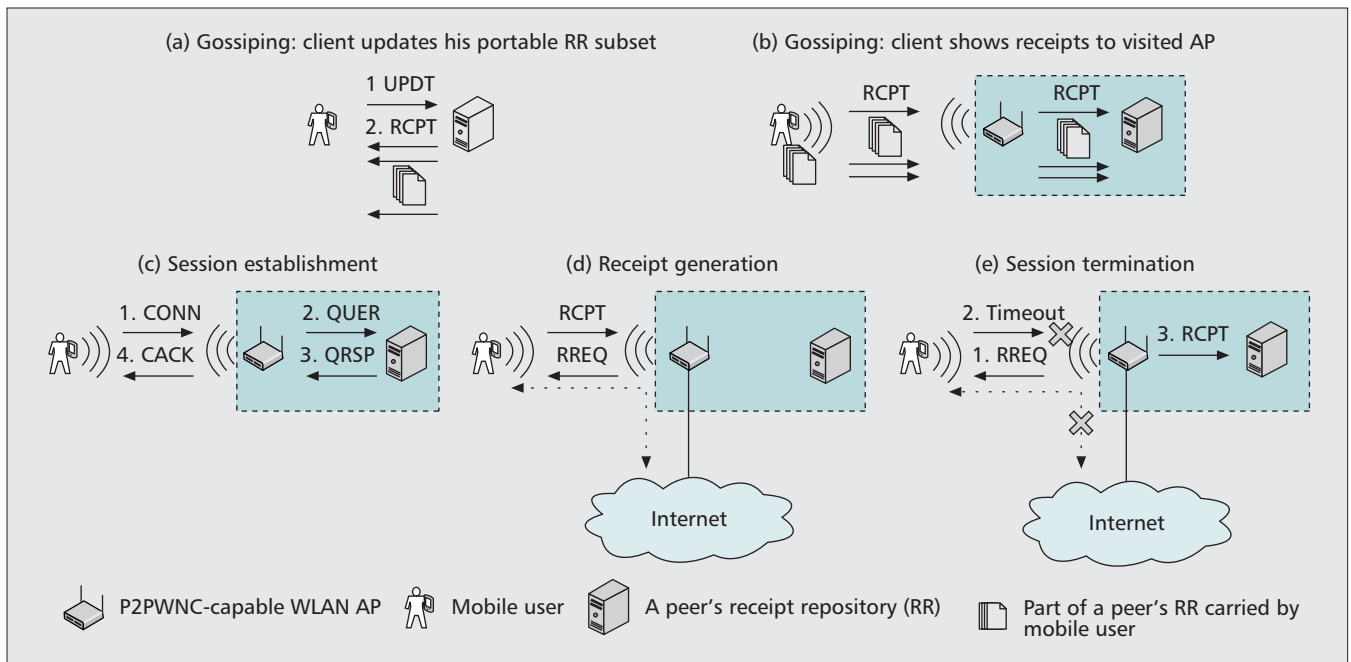 (a) Gossiping: client updates his portable RR subset
1 UPDT
2. RCPT
(b) Gossiping: client shows receipts to visited AP
RCPT
RCPT
(c) Session establishment
1. CONN
4. CACK
2. QUER
3. QRSP
(d) Receipt generation
RCPT
RREQ
Internet
(e) Session termination
2. Timeout
1. RREQ
3. RCPT
Internet
P2PWNC-capable WLAN AP
Mobile user
A peer's receipt repository (RR)
Part of a peer's RR carried by
mobile user